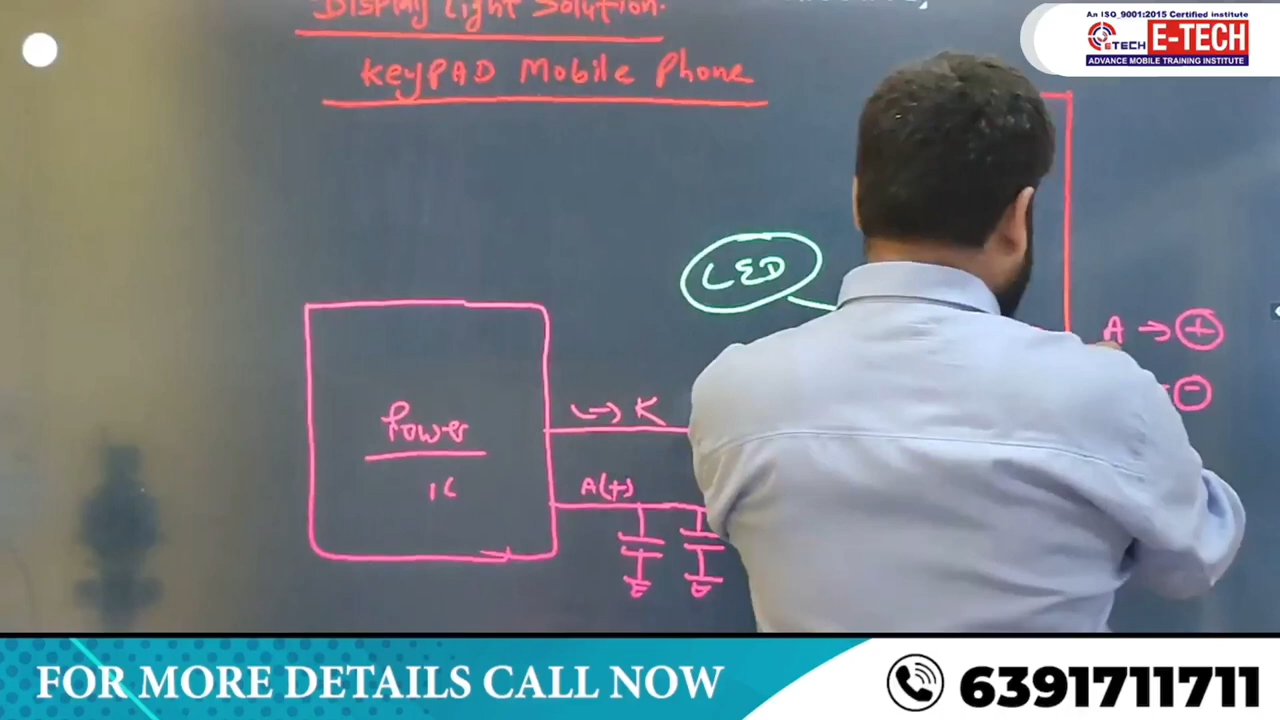 Display Light Solution.
KeyPAD Mobile Phone
An ISO 9001:2015 Certified institute
ETECH E-TECH
ADVANCE MOBILE TRAINING INSTITUTE
LED
A → +
-
Power
IC
K
A(+)
FOR MORE DETAILS CALL NOW
6391711711